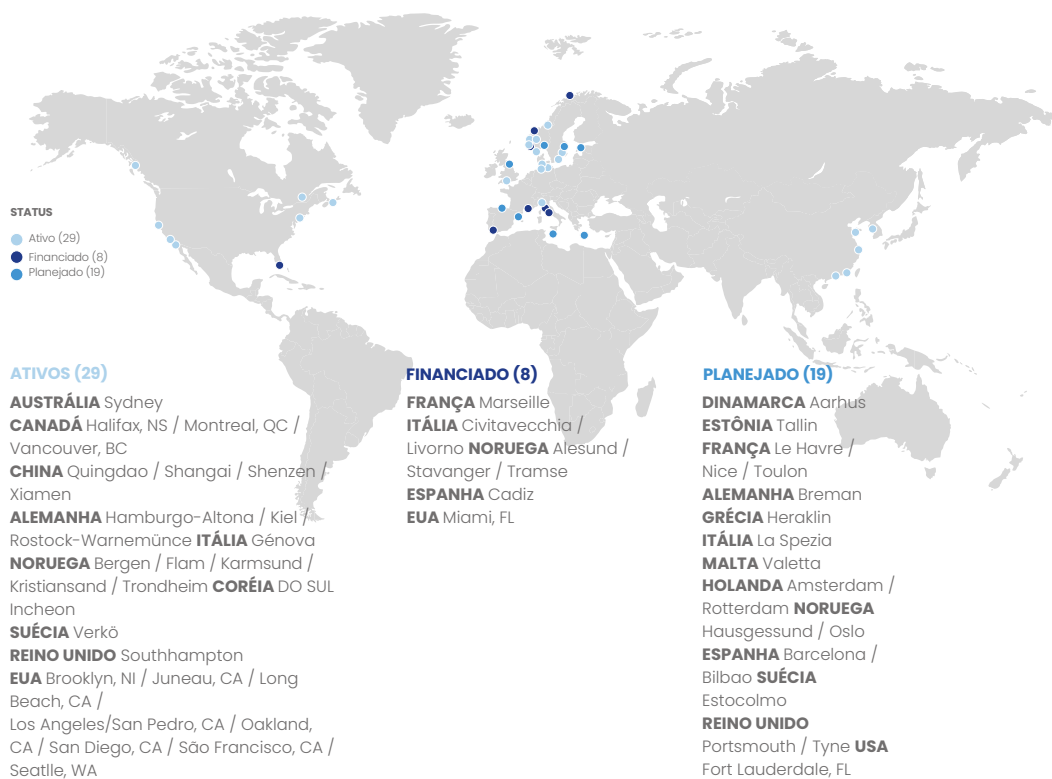 STATUS
Ativo (29)
Financiado (8)
Planejado (19)
ATIVOS (29)
AUSTRÁLIA Sydney
CANADÁ Halifax, NS / Montreal, QC /
Vancouver, BC
CHINA Quingdao / Shangai / Shenzen /
Xiamen
ALEMANHA Hamburgo-Altona / Kiel /
Rostock-Warnemünce ITÁLIA Génova
NORUEGA Bergen / Flam / Karmsund /
Kristiansand / Trondheim CORÉIA DO SUL
Incheon
SUÉCIA Verkö
REINO UNIDO Southhampton
EUA Brooklyn, NI / Juneau, CA / Long
Beach, CA /
Los Angeles/San Pedro, CA / Oakland,
CA / San Diego, CA / São Francisco, CA /
Seatlle, WA
FINANCIADO (8)
FRANÇA Marseille
ITÁLIA Civitavecchia /
Livorno NORUEGA Alesund /
Stavanger / Tramse
ESPANHA Cadiz
EUA Miami, FL
PLANEJADO (19)
DINAMARCA Aarhus
ESTÔNIA Tallin
FRANÇA Le Havre /
Nice / Toulon
ALEMANHA Breman
GRÉCIA Heraklin
ITÁLIA La Spezia
MALTA Valetta
HOLANDA Amsterdam /
Rotterdam NORUEGA
Hausgessund / Oslo
ESPANHA Barcelona /
Bilbao SUÉCIA
Estocolmo
REINO UNIDO
Portsmouth / Tyne USA
Fort Lauderdale, FL